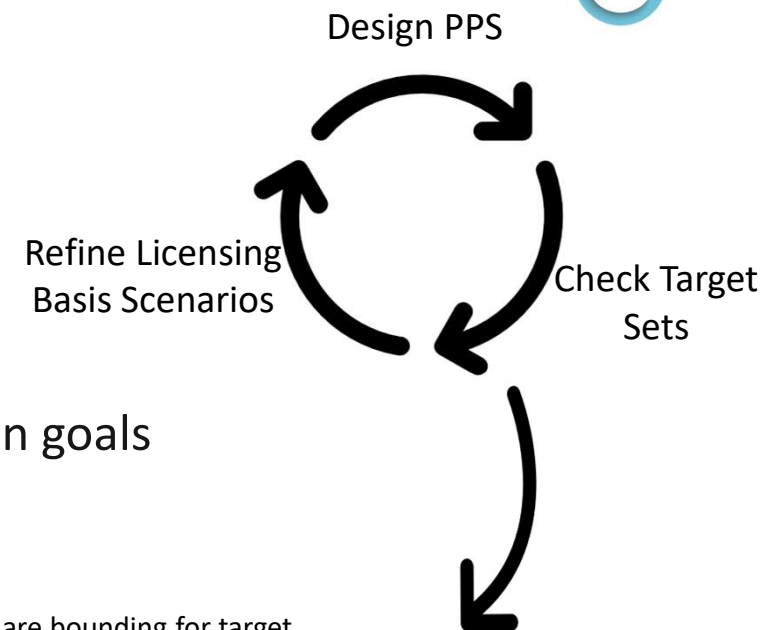 Design PPS
Refine Licensing
Basis Scenarios
Check Target
Sets
n goals
are bounding for target